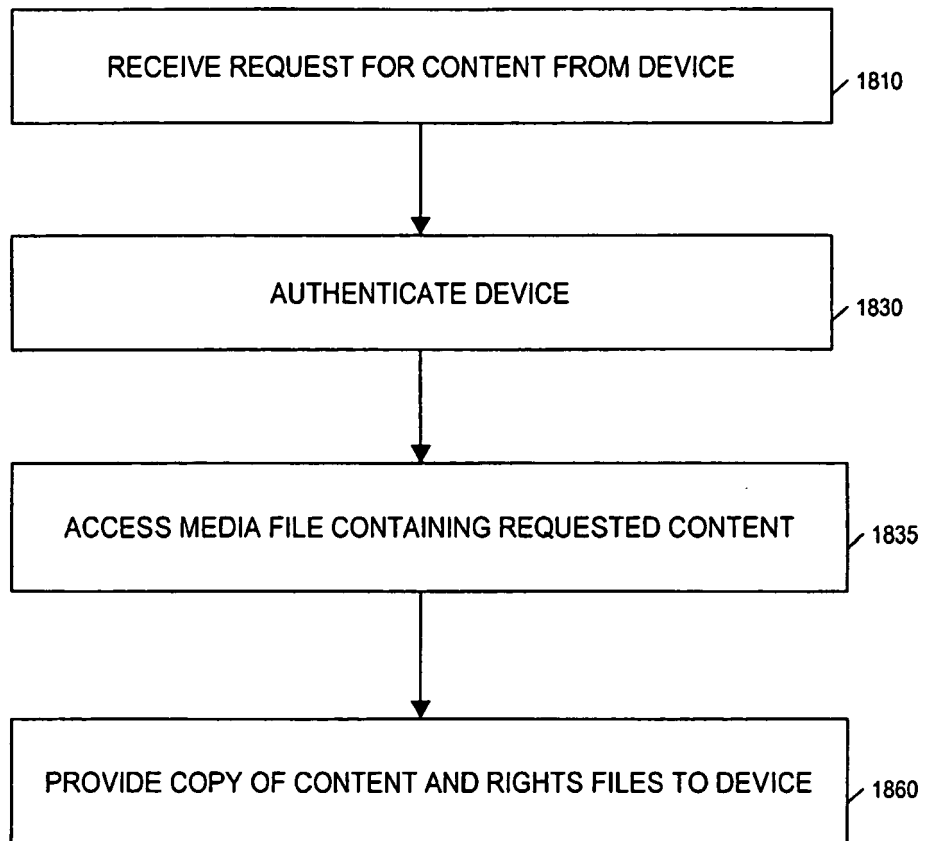 RECEIVE REQUEST FOR CONTENT FROM DEVICE
1810
AUTHENTICATE DEVICE
1830
ACCESS MEDIA FILE CONTAINING REQUESTED CONTENT
1835
PROVIDE COPY OF CONTENT AND RIGHTS FILES TO DEVICE
1860